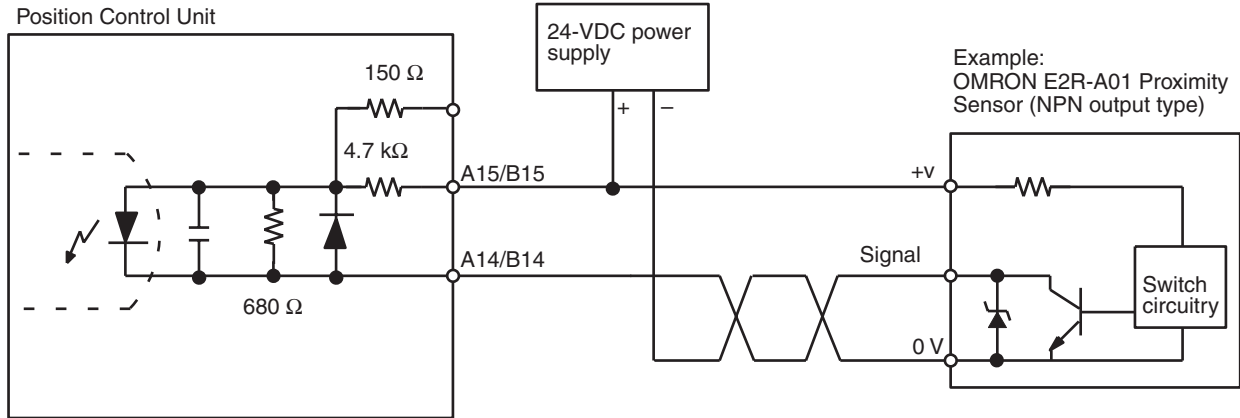 Position Control Unit
24-VDC power
supply
Example:
OMRON E2R-A01 Proximity
Sensor (NPN output type)
150 Ω
+
−
4.7 kΩ
A15/B15
+v
A14/B14
Signal
Switch
circuitry
680 Ω
0 V